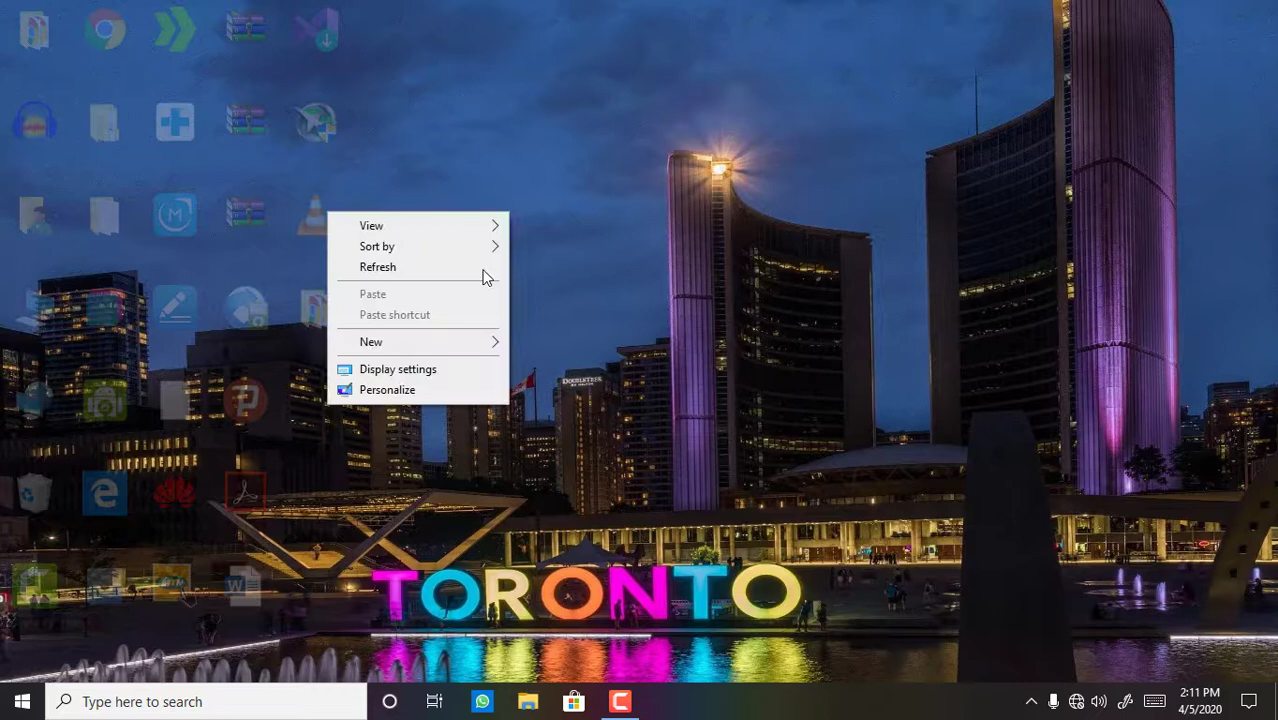 View
Sort by
Refresh
Paste
Paste shortcut
New
Display settings
Personalize
DOUBLETREE
TORONTO
Type here to search
2:11 PM
4/5/2020